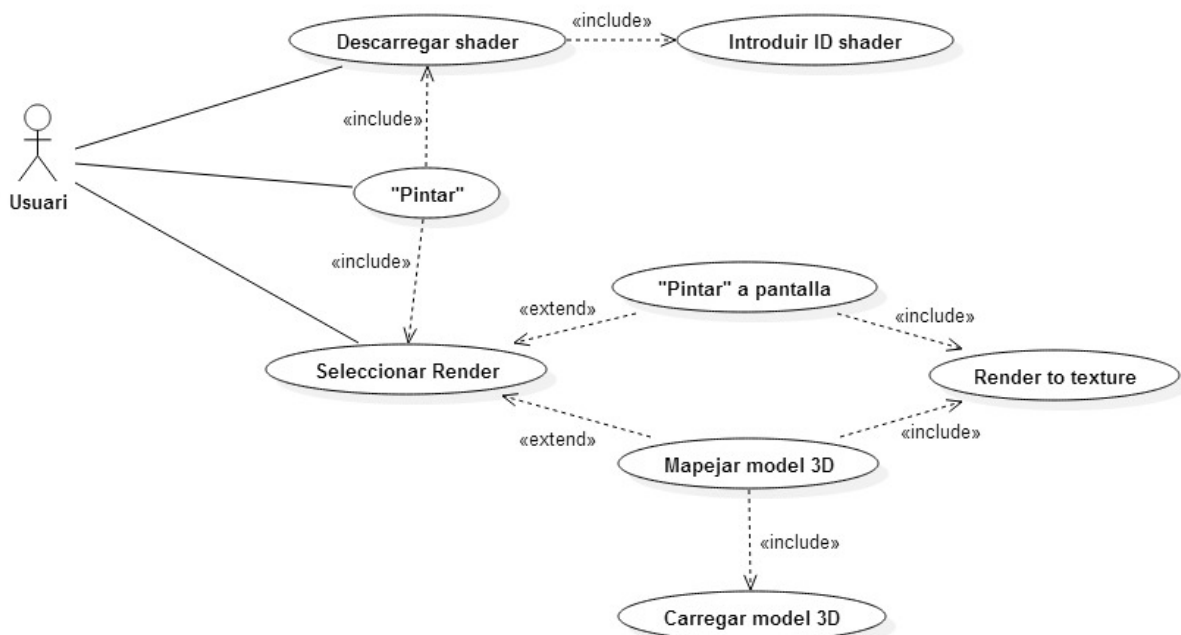 «include»
Descarregar shader
Introduir ID shader
«include»
"Pintar"
Usuari
«include»
"Pintar" a pantalla
«extend»
«include»
Seleccionar Render
Render to texture
«extend»
«include»
Mapejar model 3D
«include»
Carregar model 3D